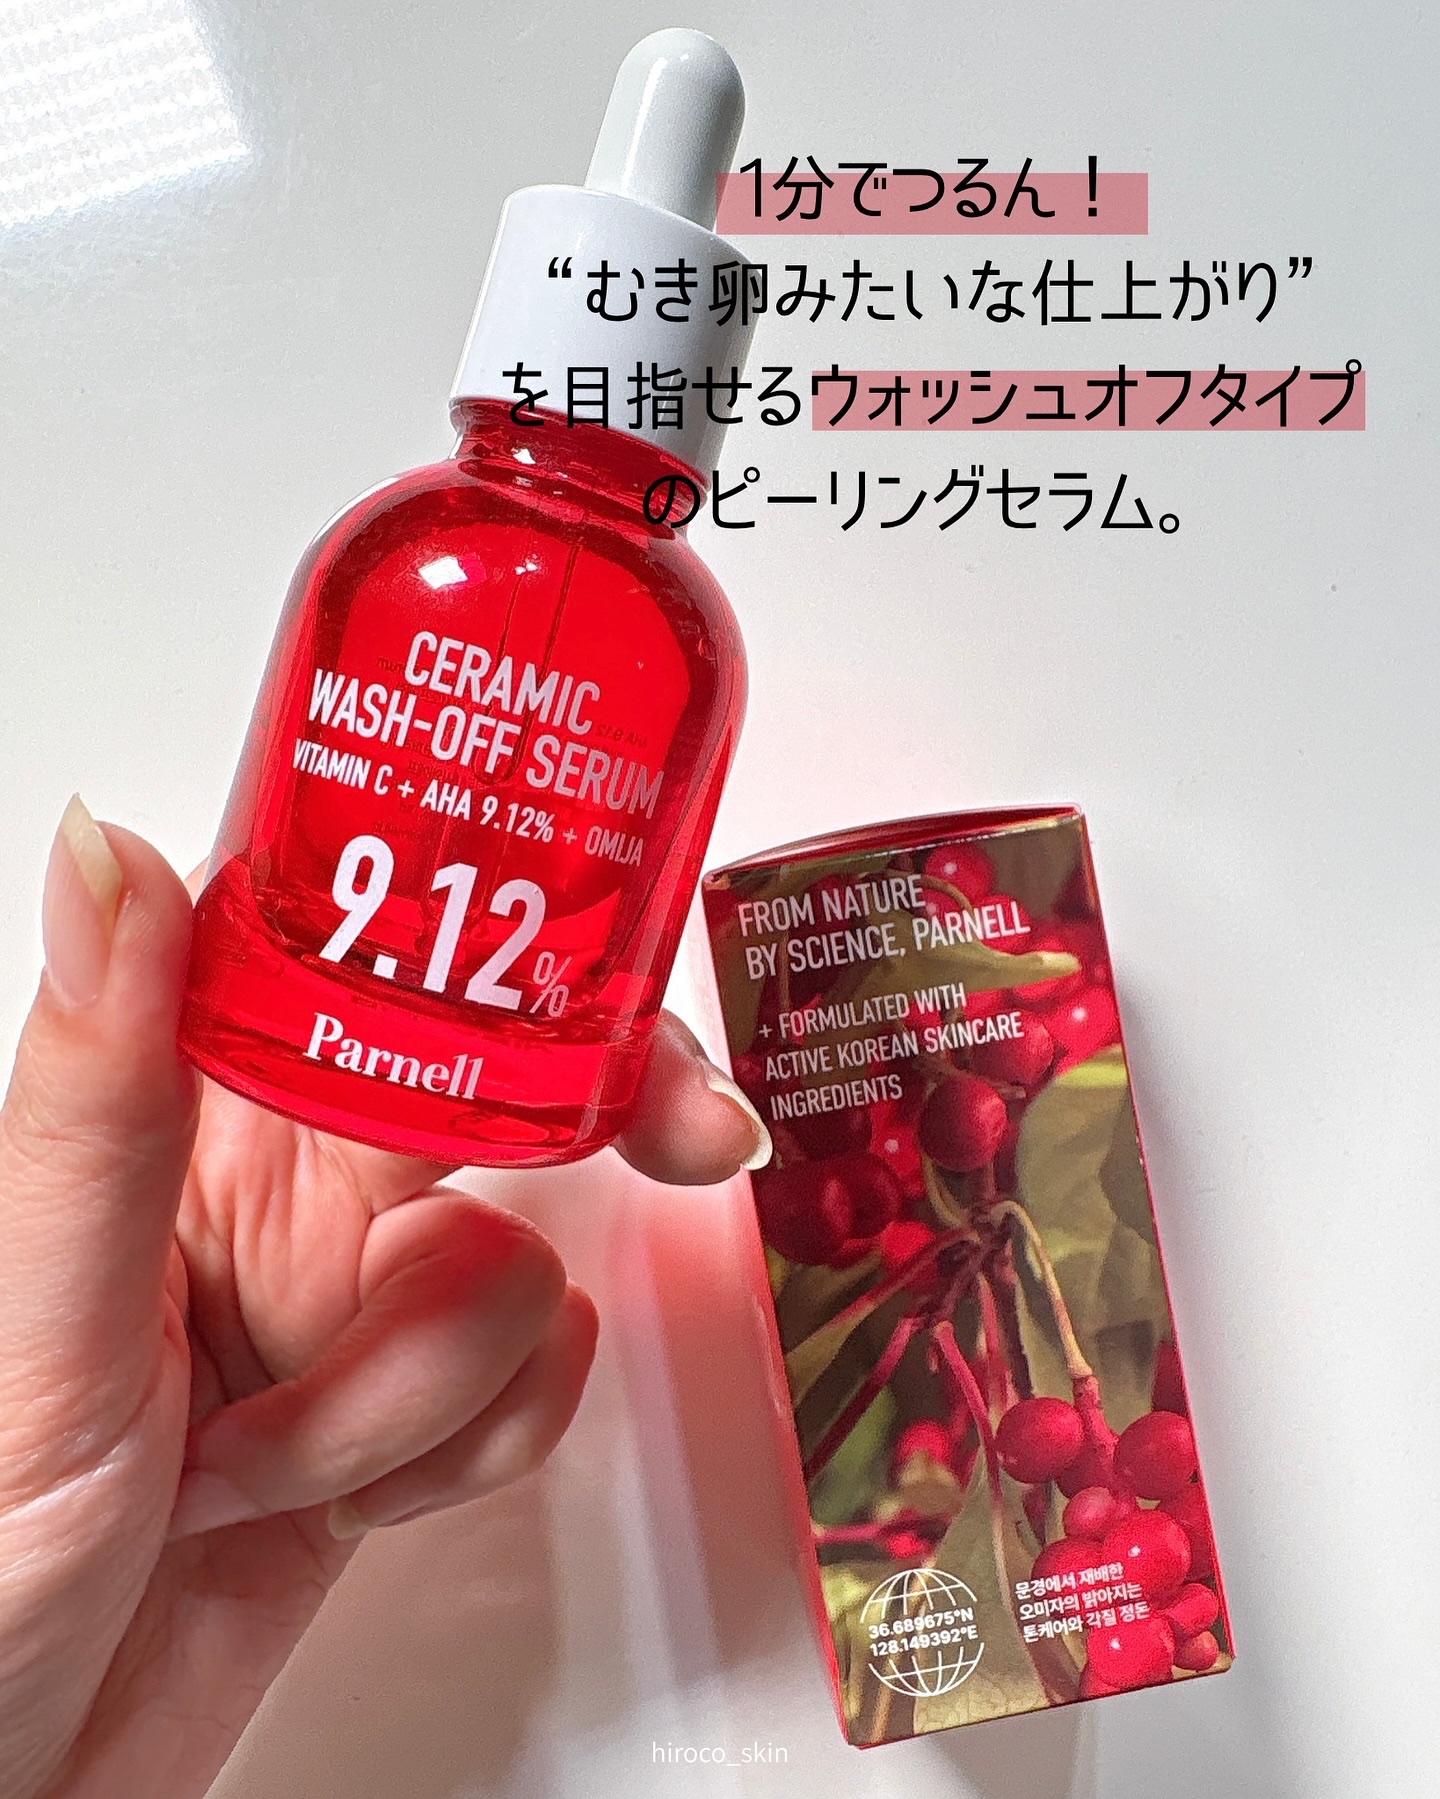 1分でつるん！
“むき卵みたいな仕上がり”
を目指せるウォッシュオフタイプ
のピーリングセラム。
CERAMIC
WASH-OFF SERUM
VITAMIN C + AHA 9.12% + OMIJA
9.12%
Parnell
FROM NATURE
BY SCIENCE, PARNELL
+ FORMULATED WITH
ACTIVE KOREAN SKINCARE
INGREDIENTS
36.689675°N
128.149392°E
문경에서 재배한
오미자의 밝아지는
톤케어와 각질 정돈
hiroco_skin